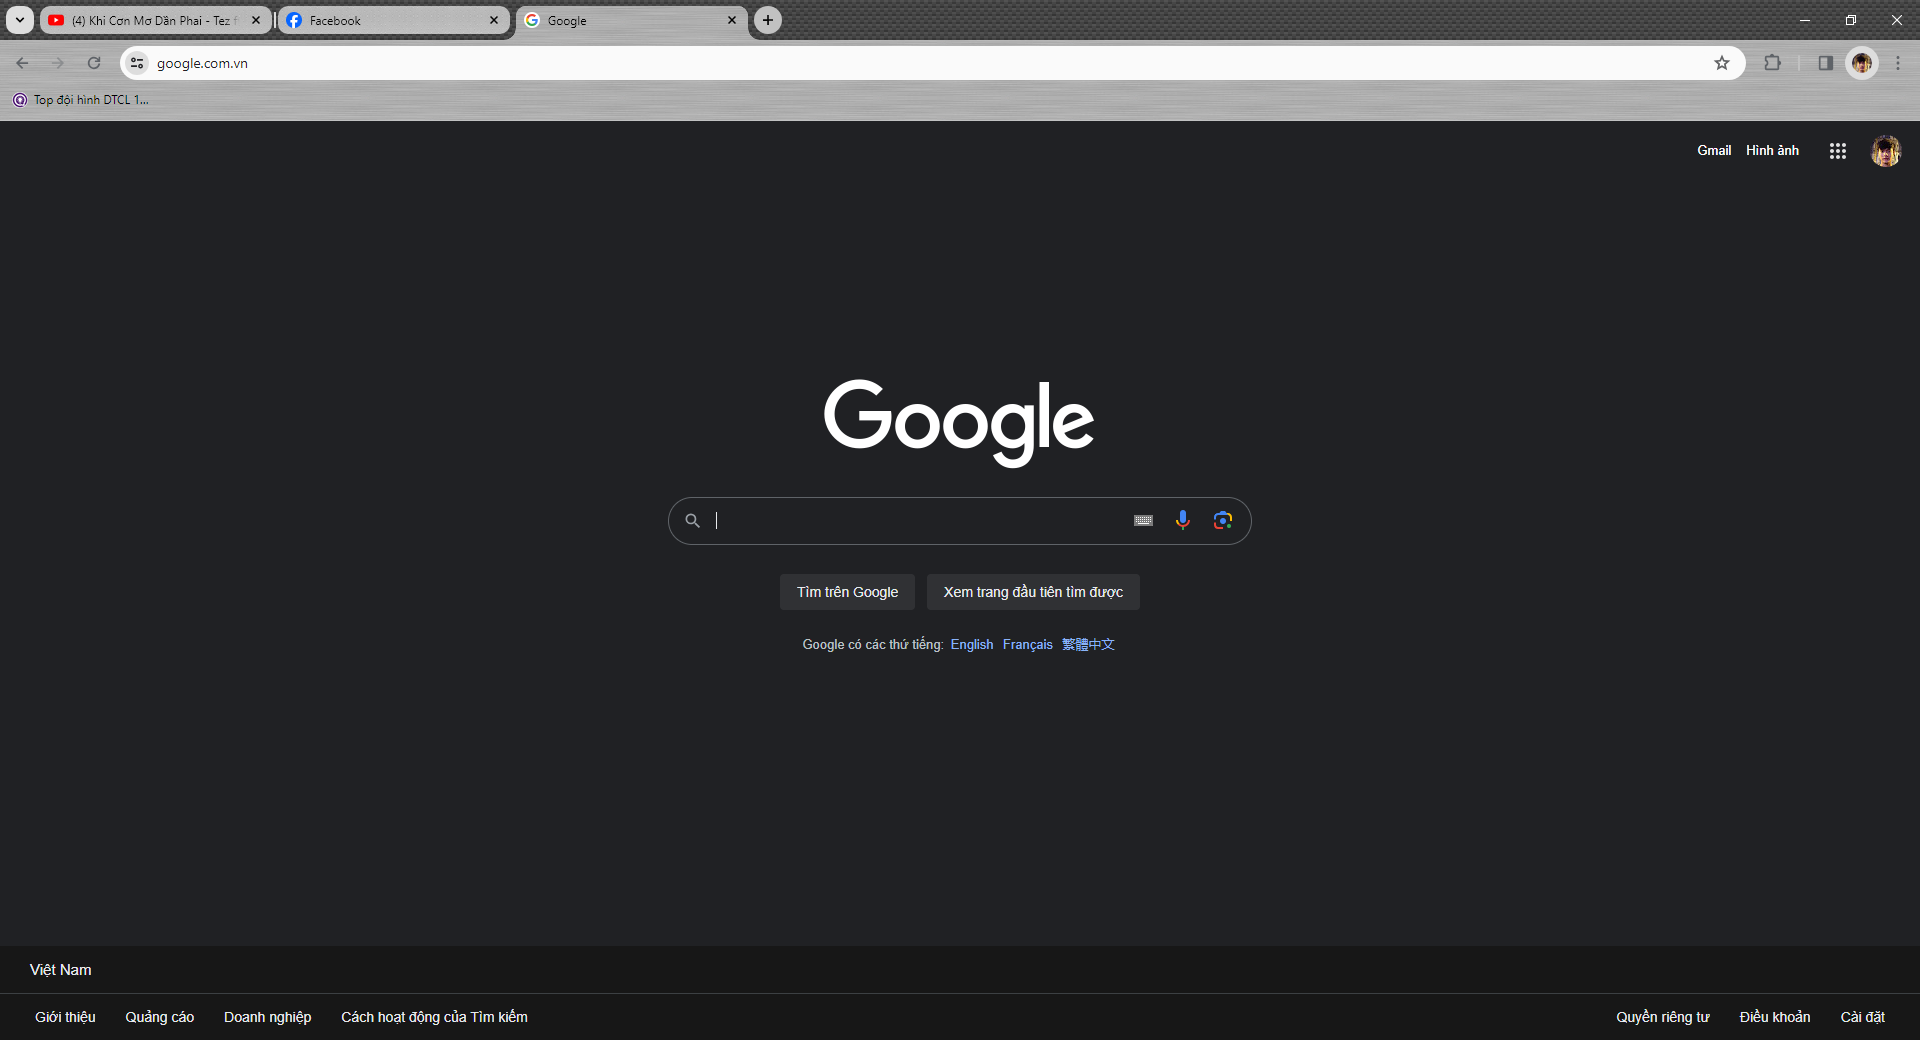 (4) Khi Cơn Mơ Dần Phai - Tez
Facebook
Google
google.com.vn
Top đội hình DTCL 1...
Gmail Hình ảnh
Google
Tìm trên Google Xem trang đầu tiên tìm được
Google có các thứ tiếng: English Français 繁體中文
Việt Nam
Giới thiệu Quảng cáo Doanh nghiệp Cách hoạt động của Tìm kiếm Quyền riêng tư Điều khoản Cài đặt